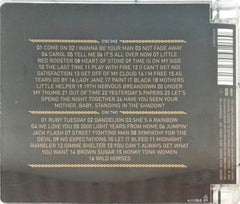 DISC ONE
01 COME ON 02 I WANNA BE YOUR MAN 03 NOT FADE AWAY
04 CAROL 05 TELL ME 06 IT'S ALL OVER NOW 07 LITTLE
RED ROOSTER 08 HEART OF STONE 09 TIME IS ON MY SIDE
10 THE LAST TIME 11 PLAY WITH FIRE 12 (I CAN'T GET NO)
SATISFACTION 13 GET OFF OF MY CLOUD 14 I'M FREE 15 AS
TEARS GO BY 16 LADY JANE 17 PAINT IT BLACK 18 MOTHERS
LITTLE HELPER 19 19TH NERVOUS BREAKDOWN 20 UNDER
MY THUMB 21 OUT OF TIME 22 YESTERDAY'S PAPERS 23 LET'S
SPEND THE NIGHT TOGETHER 24 HAVE YOU SEEN YOUR
MOTHER, BABY, STANDING IN THE SHADOW?
DISC TWO
01 RUBY TUESDAY 02 DANDELION 03 SHE'S A RAINBOW
04 WE LOVE YOU 05 2000 LIGHT YEARS FROM HOME 06 JUMPIN'
JACK FLASH 07 STREET FIGHTING MAN 08 SYMPATHY FOR THE
DEVIL 09 NO EXPECTATIONS 10 LET IT BLEED 11 MIDNIGHT
RAMBLER 12 GIMME SHELTER 13 YOU CAN'T ALWAYS GET WHAT
YOU WANT 14 BROWN SUGAR 15 HONKY TONK WOMEN
16 WILD HORSES